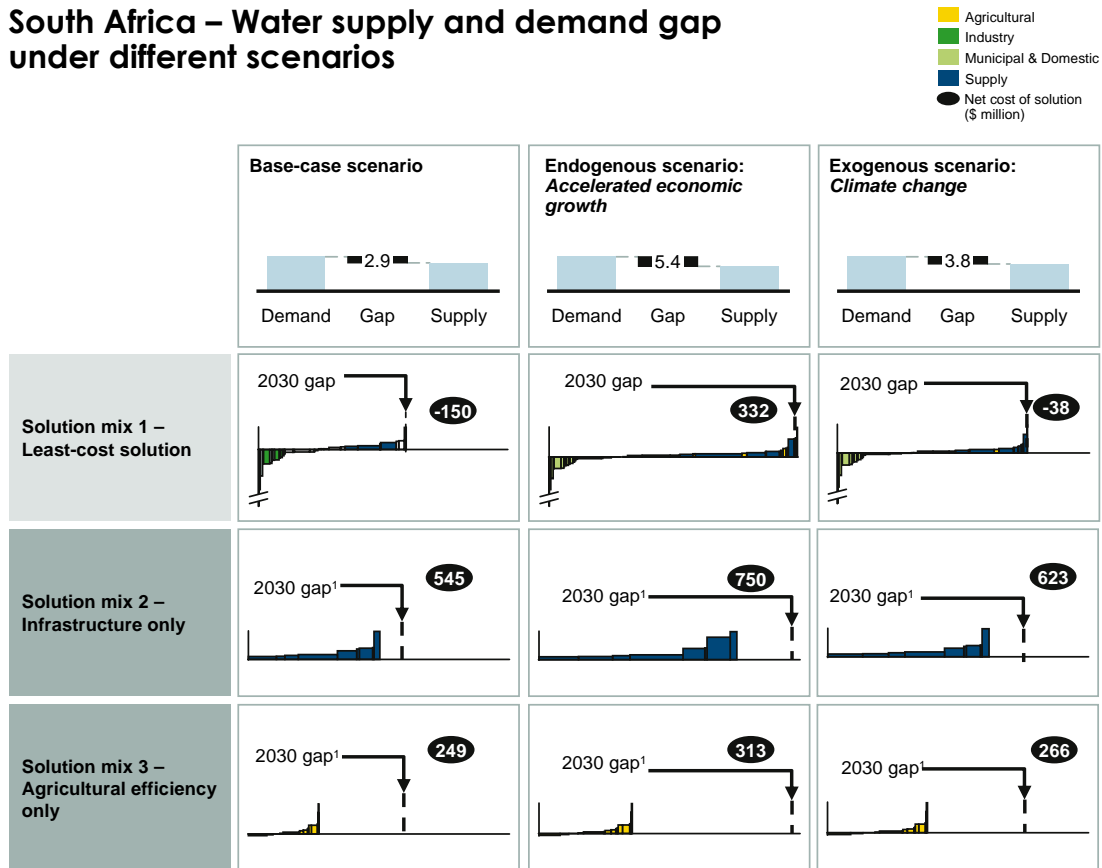 South Africa – Water supply and demand gap
under different scenarios
Agricultural
Industry
Municipal & Domestic
Supply
Net cost of solution
($ million)
Base-case scenario
2.9
Demand Gap Supply
Endogenous scenario:
Accelerated economic
growth
5.4
Demand Gap Supply
Exogenous scenario:
Climate change
3.8
Demand Gap Supply
Solution mix 1 –
Least-cost solution
2030 gap
-150
2030 gap
332
2030 gap
-38
Solution mix 2 –
Infrastructure only
2030 gap¹
545
2030 gap¹
750
2030 gap¹
623
Solution mix 3 –
Agricultural efficiency
only
2030 gap¹
249
2030 gap¹
313
2030 gap¹
266